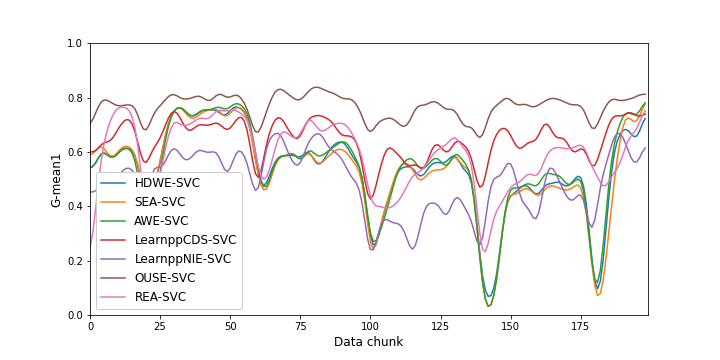 1.0
0.8
0.6
0.4
0.2
0.0
G-mean1
HDWE-SVC
SEA-SVC
AWE-SVC
LearnppCDS-SVC
LearnppNIE-SVC
OUSE-SVC
REA-SVC
0 25 50 75 100 125 150 175
Data chunk